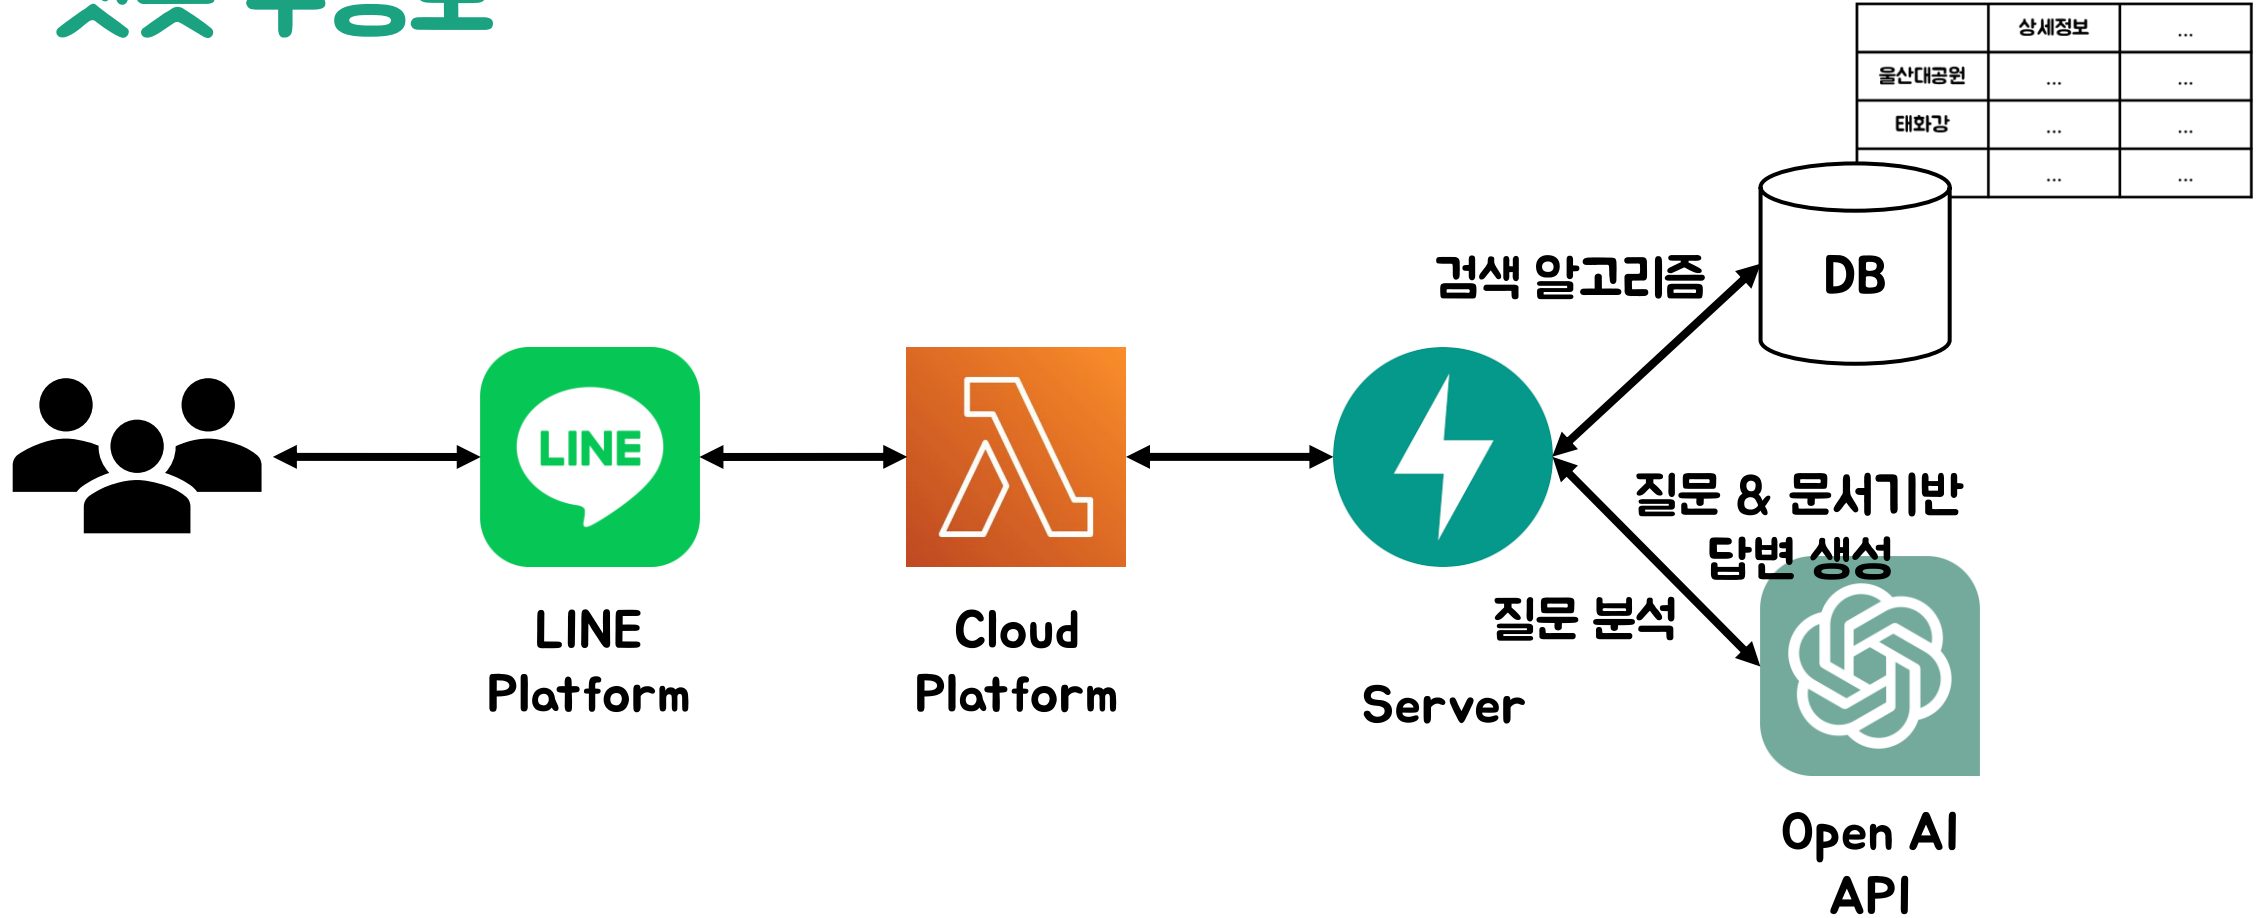 상세정보 ...
울산대공원 ... ...
태화강 ... ...
... ...
DB
검색 알고리즘
LINE
질문 & 문서기반
답변 생성
질문 분석
LINE
Platform
Cloud
Platform
Server
Open AI
API